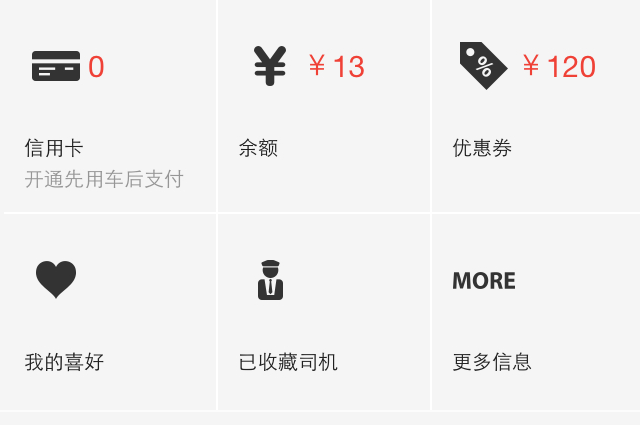 0
¥ 13
% ¥ 120
信用卡
余额
优惠券
开通先用车后支付
MORE
我的喜好
已收藏司机
更多信息